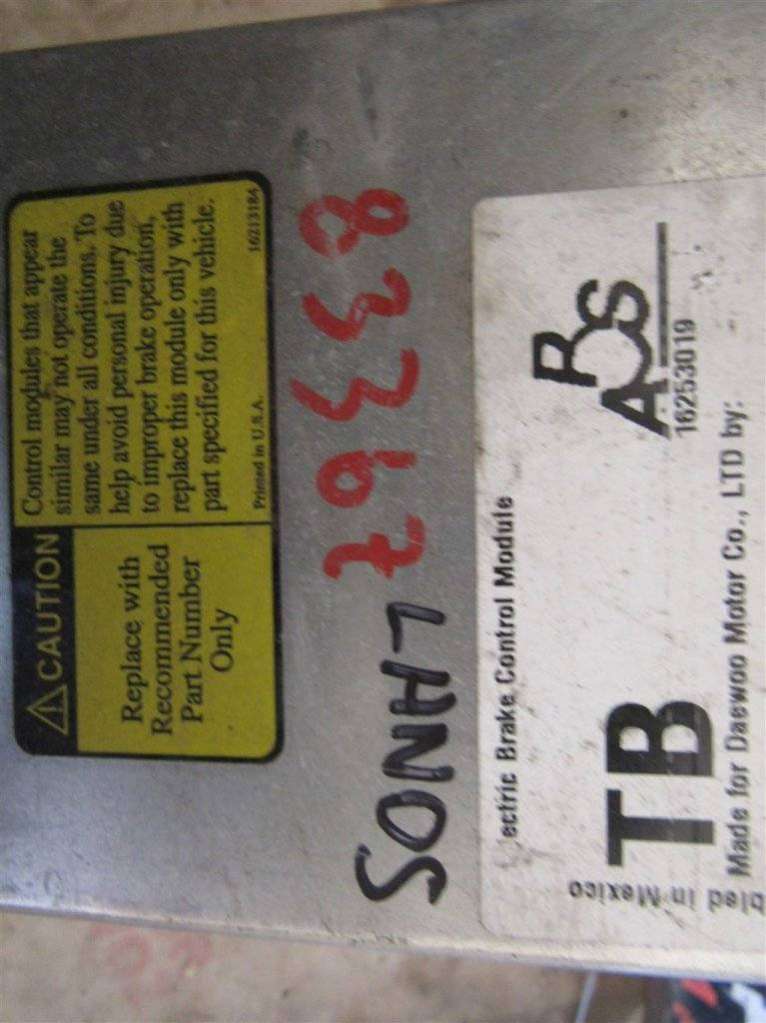 CAUTION
Replace with
Recommended
Part Number
Only
Control modules that appear
similar may not operate the
same under all conditions. To
help avoid personal injury due
to improper brake operation,
replace this module only with
part specified for this vehicle.
Printed in U.S.A. 16213184
83367
LANOS
ectric Brake Control Module
TB
16253019
Made for Daewoo Motor Co., LTD by:
bled in Mexico